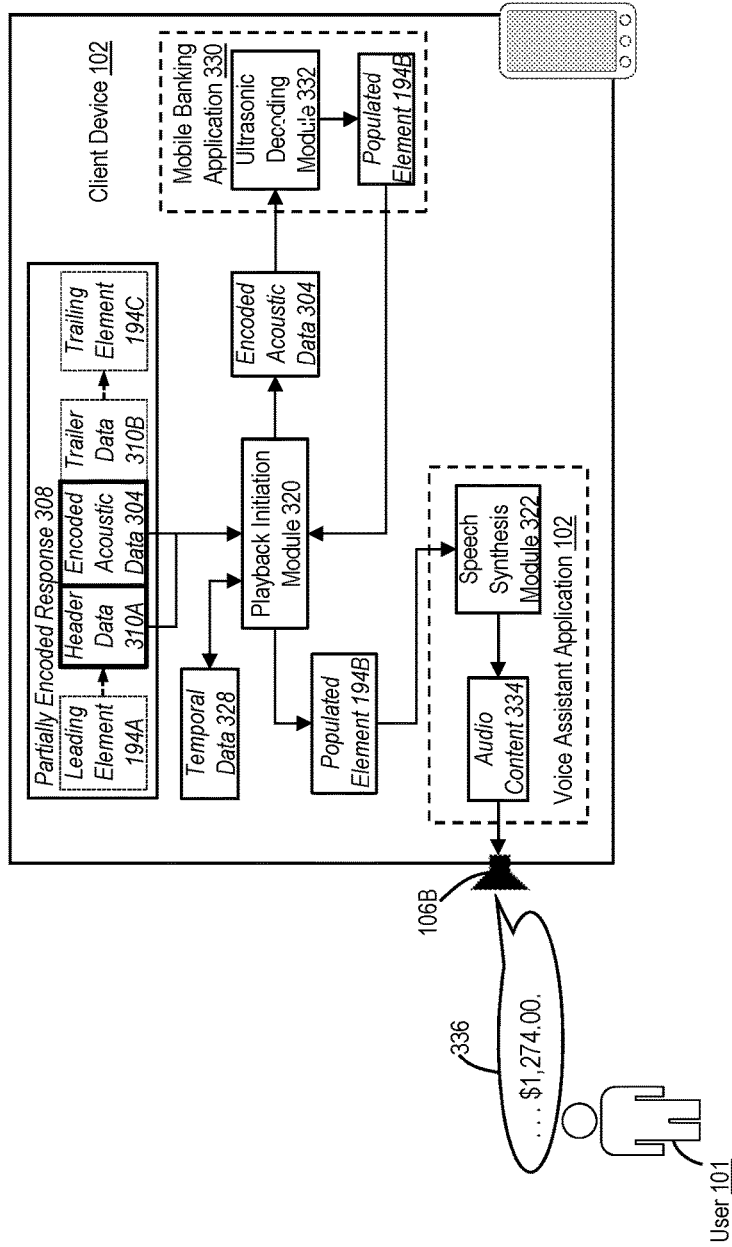 Client Device 102
Partially Encoded Response 308
Leading
Element
194A
Header
Data
310A
Encoded
Acoustic
Data 304
Trailer
Data
310B
Trailing
Element
194C
Temporal
Data 328
Playback Initiation
Module 320
Encoded
Acoustic
Data 304
Mobile Banking
Application 330
Ultrasonic
Decoding
Module 332
Populated
Element 194B
Populated
Element 194B
Speech
Synthesis
Module 322
Audio
Content 334
Voice Assistant Application 102
106B
336
. . . $1,274.00.
User 101